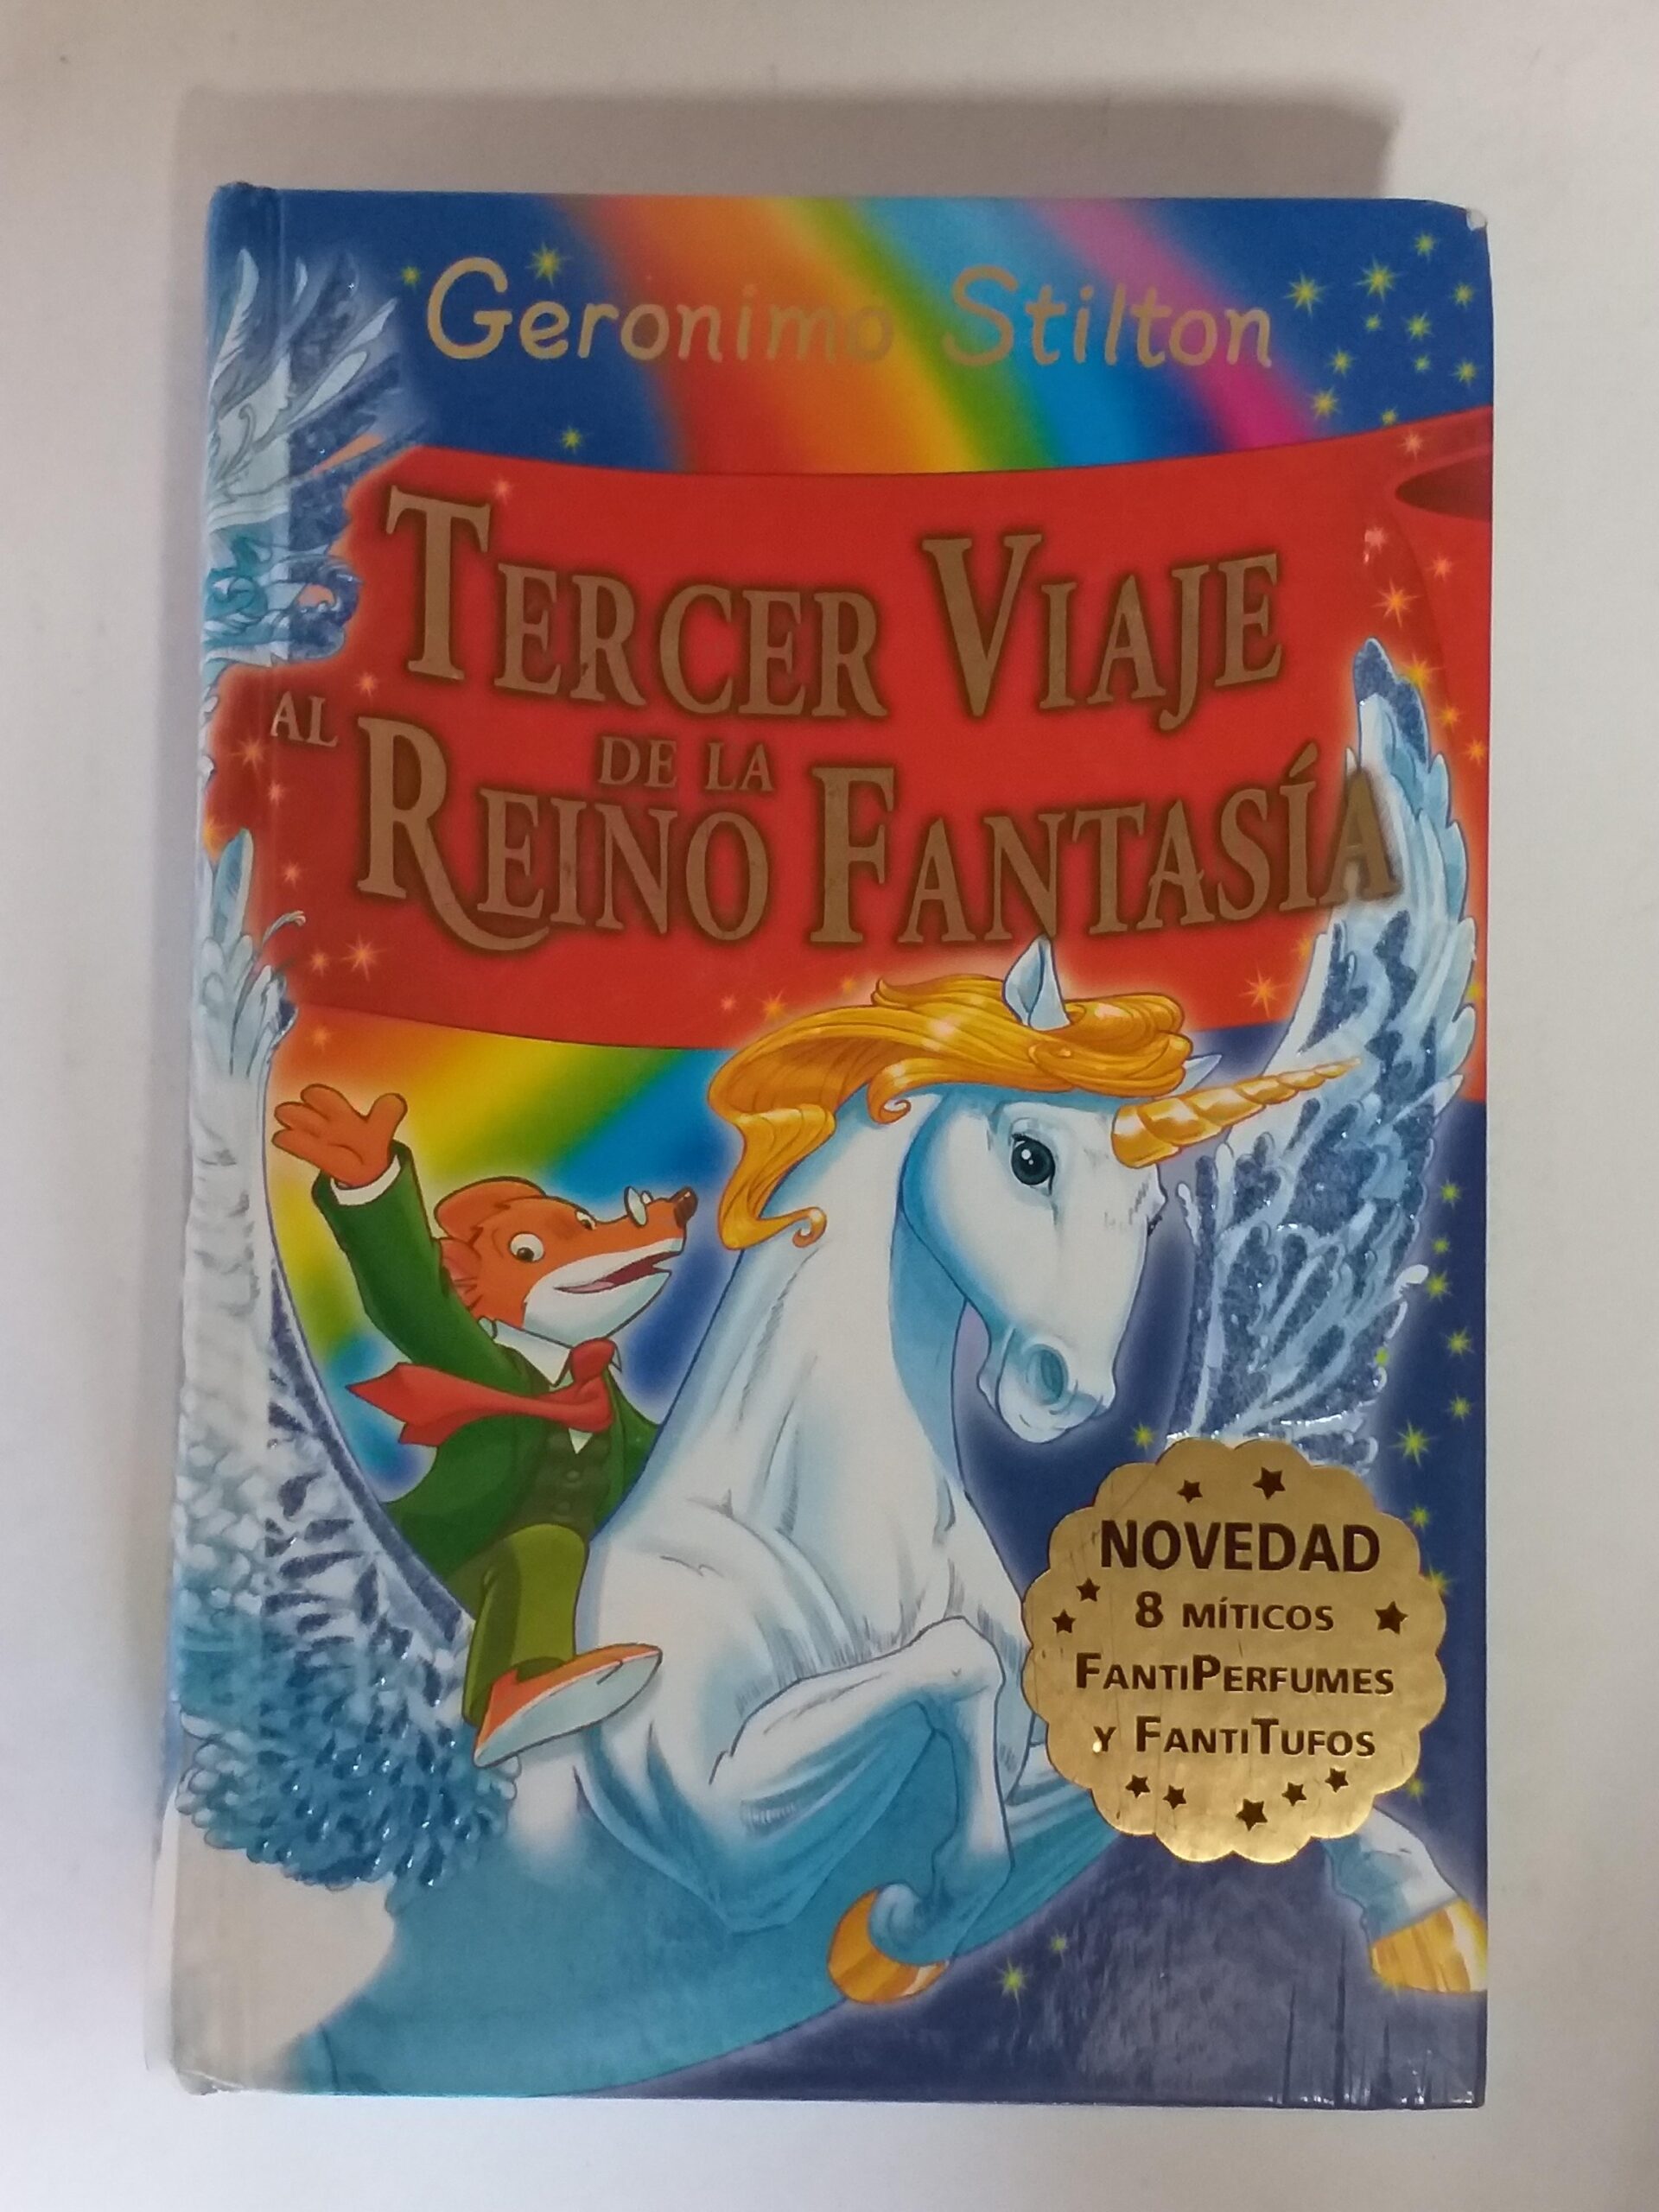 Geronimo Stilton
TERCER VIAJE
AL REINO DE LA FANTASÍA
NOVEDAD
8 MÍTICOS
FANTIPERFUMES
Y FANTITUFOS